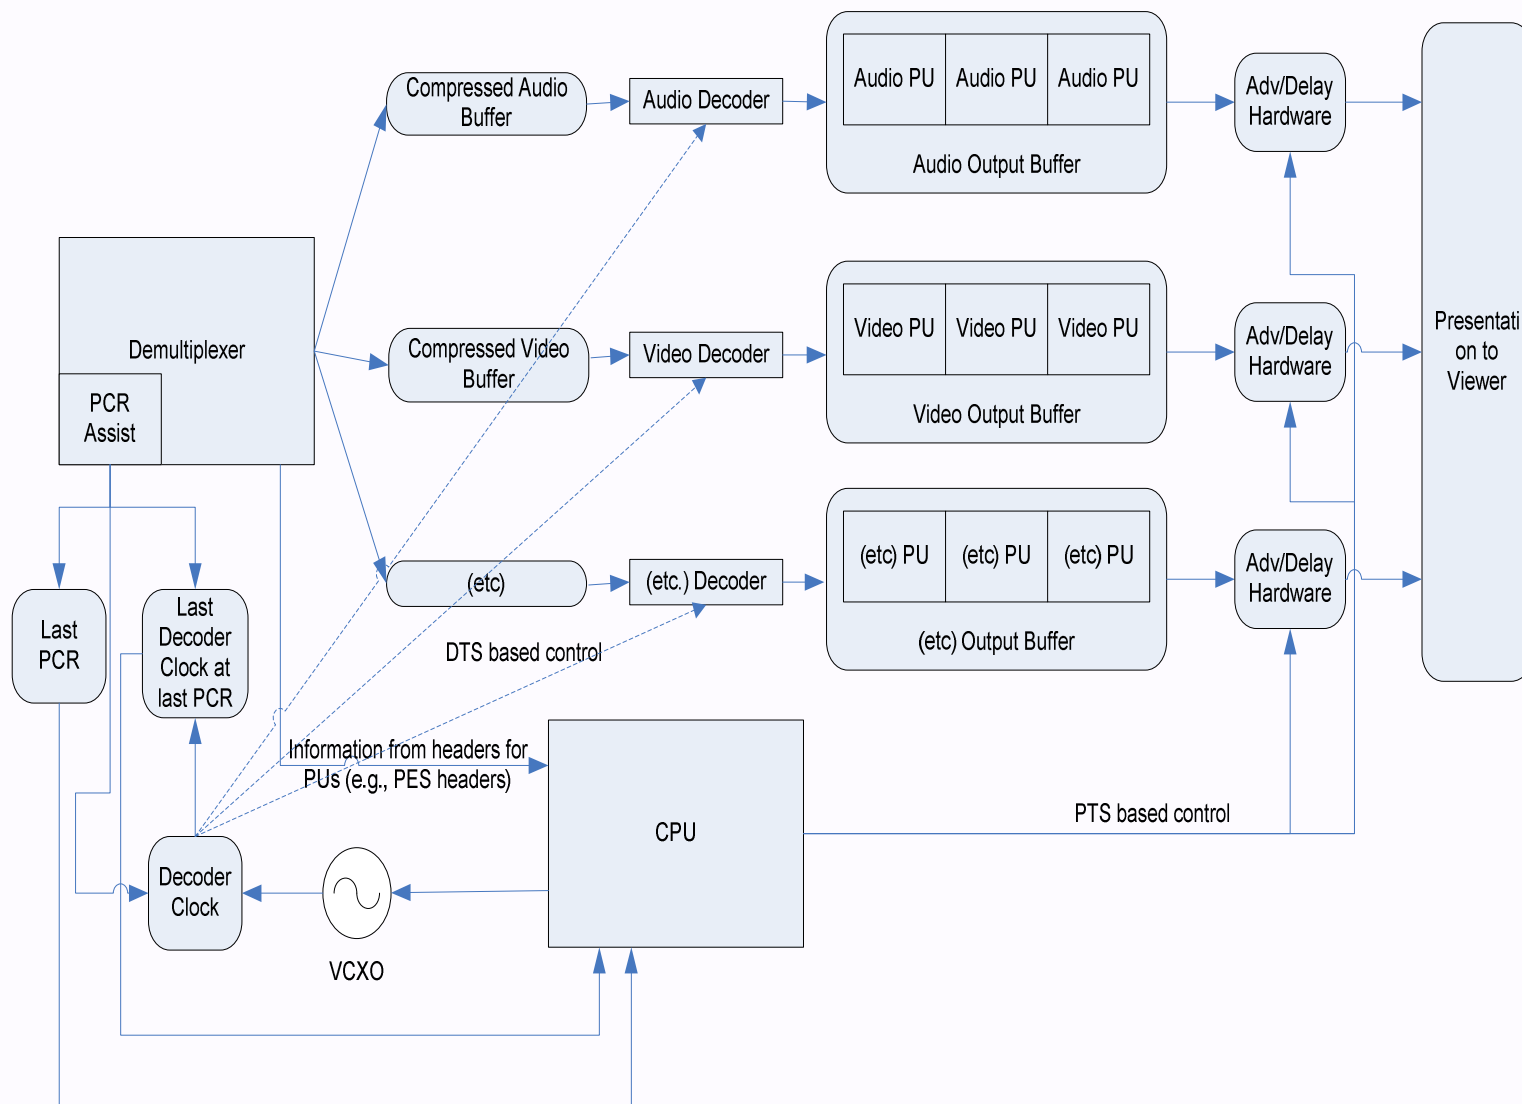 Compressed Audio
Buffer
Audio Decoder
Audio PU
Audio PU
Audio PU
Audio Output Buffer
Adv/Delay
Hardware
Demultiplexer
PCR
Assist
Compressed Video
Buffer
Video Decoder
Video PU
Video PU
Video PU
Video Output Buffer
Adv/Delay
Hardware
Presentati
on to
Viewer
(etc)
(etc.) Decoder
(etc) PU
(etc) PU
(etc) PU
(etc) Output Buffer
Adv/Delay
Hardware
Last
PCR
Last
Decoder
Clock at
last PCR
DTS based control
Information from headers for
PUs (e.g., PES headers)
CPU
PTS based control
Decoder
Clock
VCXO